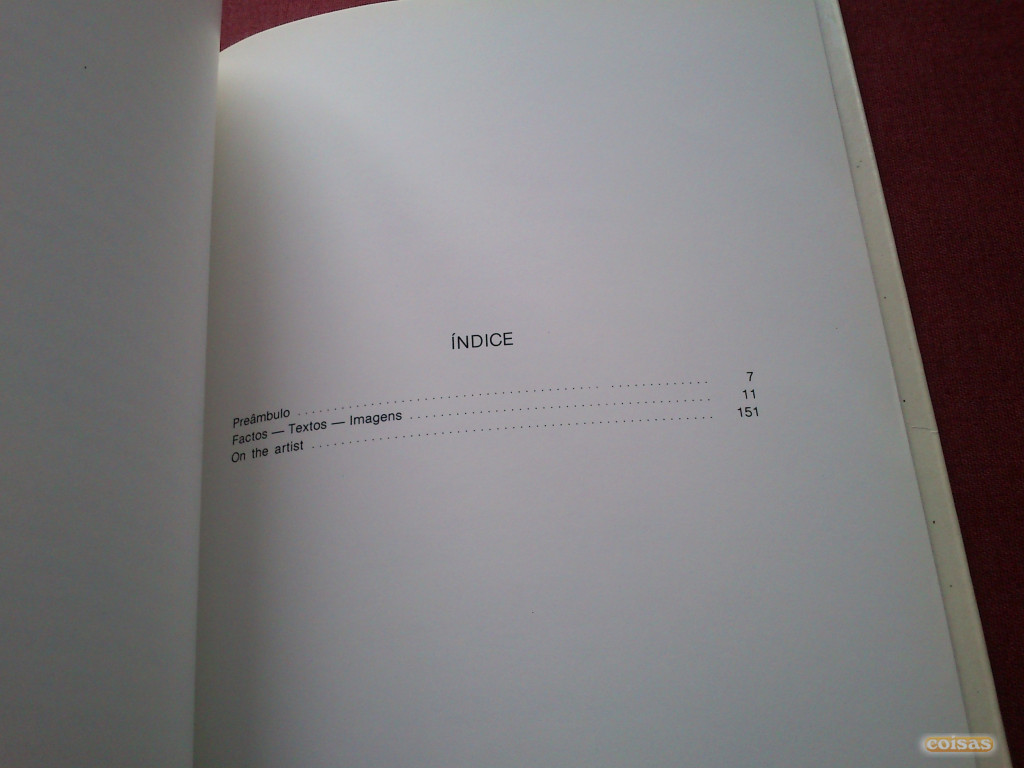 ÍNDICE
Preâmbulo ........................................ 7
Factos — Textos — Imagens ........................................ 11
On the artist ........................................ 151
coisas